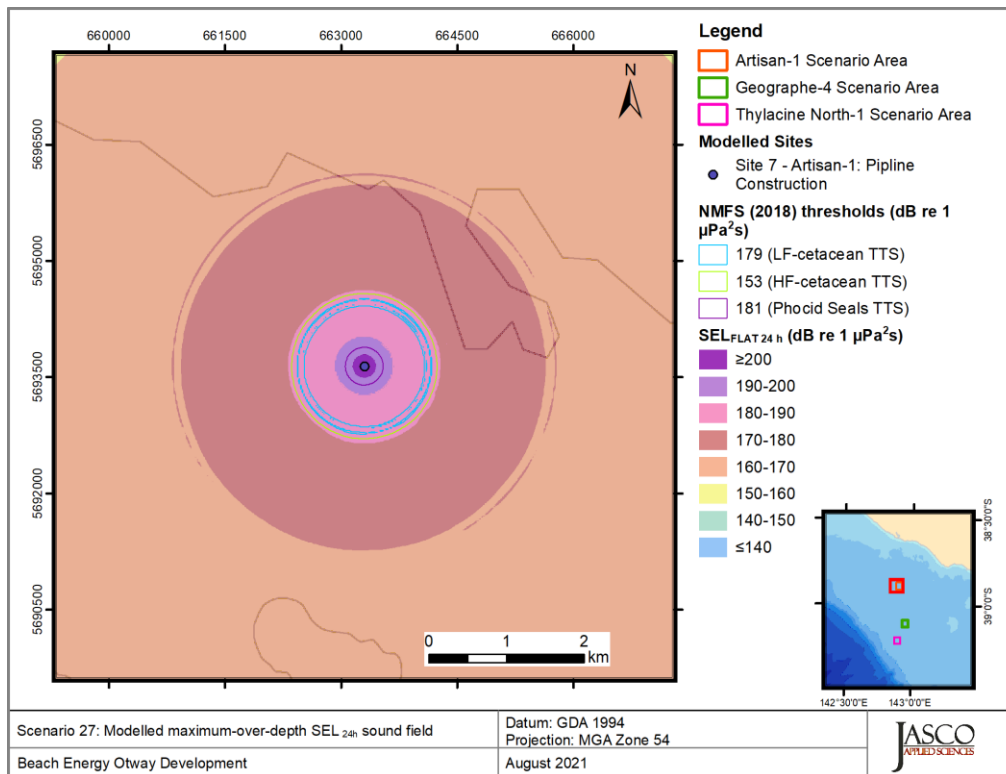 660000 661500 663000 664500 666000
5696500
5695000
5693500
5692000
5690500
N
0 1 2
km
Legend
Artisan-1 Scenario Area
Geographe-4 Scenario Area
Thylacine North-1 Scenario Area
Modelled Sites
Site 7 - Artisan-1: Pipline
Construction
NMFS (2018) thresholds (dB re 1
µPa²s)
179 (LF-cetacean TTS)
153 (HF-cetacean TTS)
181 (Phocid Seals TTS)
SEL FLAT 24 h (dB re 1 µPa²s)
≥200
190-200
180-190
170-180
160-170
150-160
140-150
≤140
38°30'0"S
39°0'0"S
142°30'0"E 143°0'0"E
Scenario 27: Modelled maximum-over-depth SEL 24h sound field
Beach Energy Otway Development
Datum: GDA 1994
Projection: MGA Zone 54
August 2021
JASCO
APPLIED SCIENCES